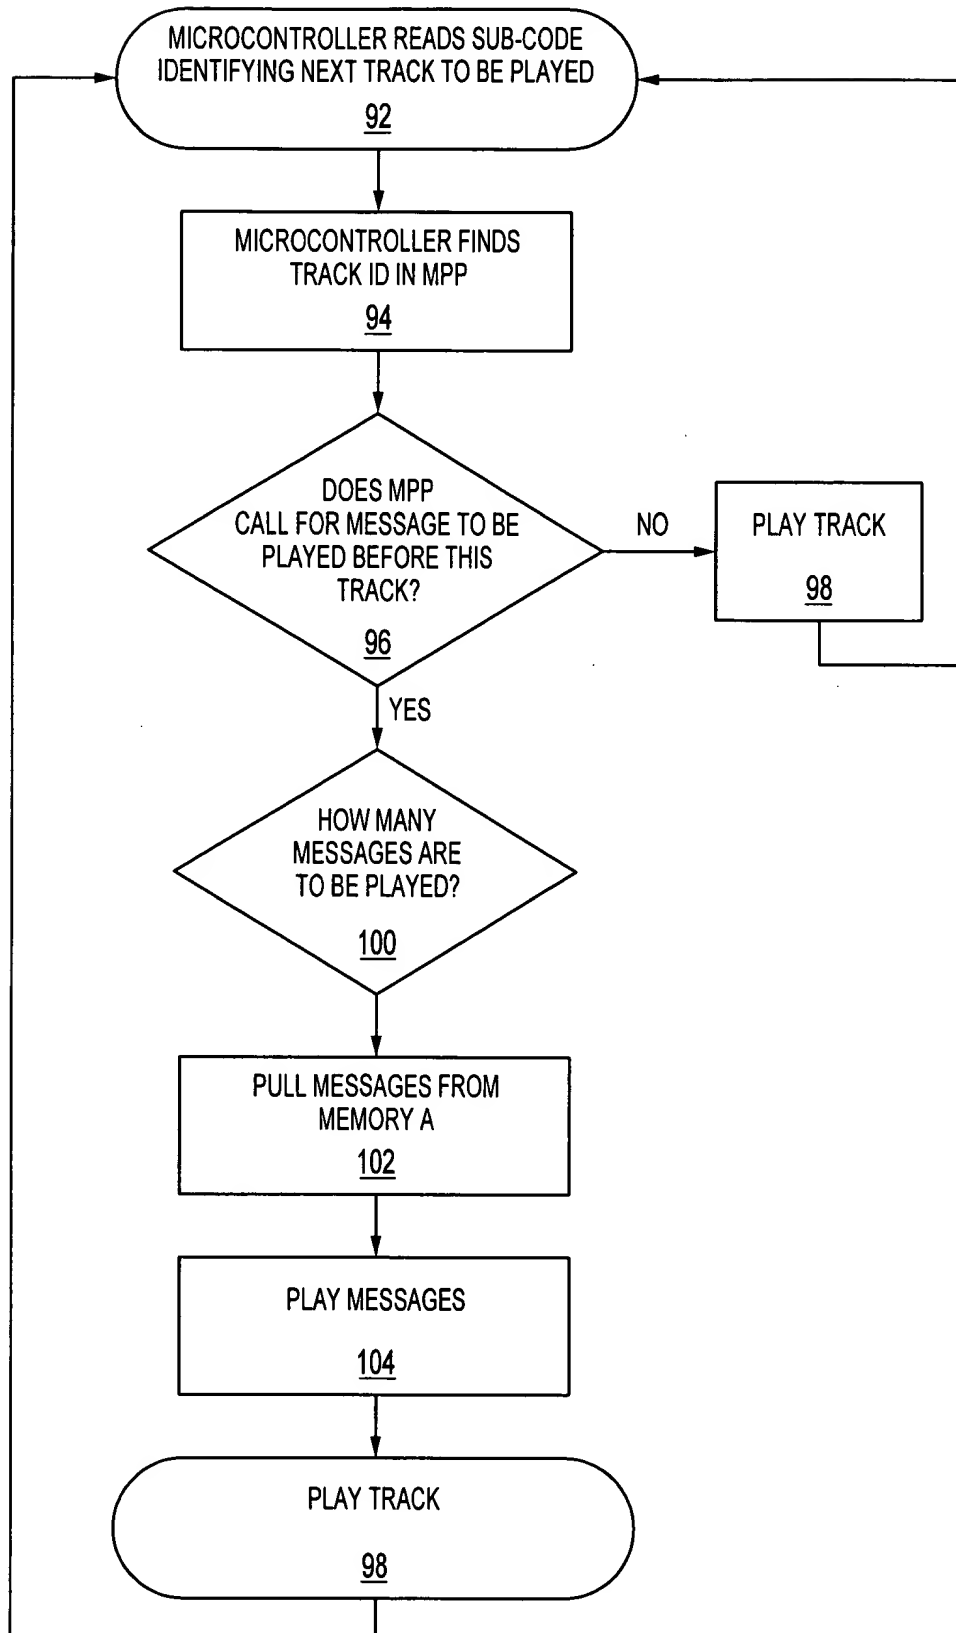 MICROCONTROLLER READS SUB-CODE
IDENTIFYING NEXT TRACK TO BE PLAYED
92
MICROCONTROLLER FINDS
TRACK ID IN MPP
94
DOES MPP
CALL FOR MESSAGE TO BE
PLAYED BEFORE THIS
TRACK?
96
NO
PLAY TRACK
98
YES
HOW MANY
MESSAGES ARE
TO BE PLAYED?
100
PULL MESSAGES FROM
MEMORY A
102
PLAY MESSAGES
104
PLAY TRACK
98